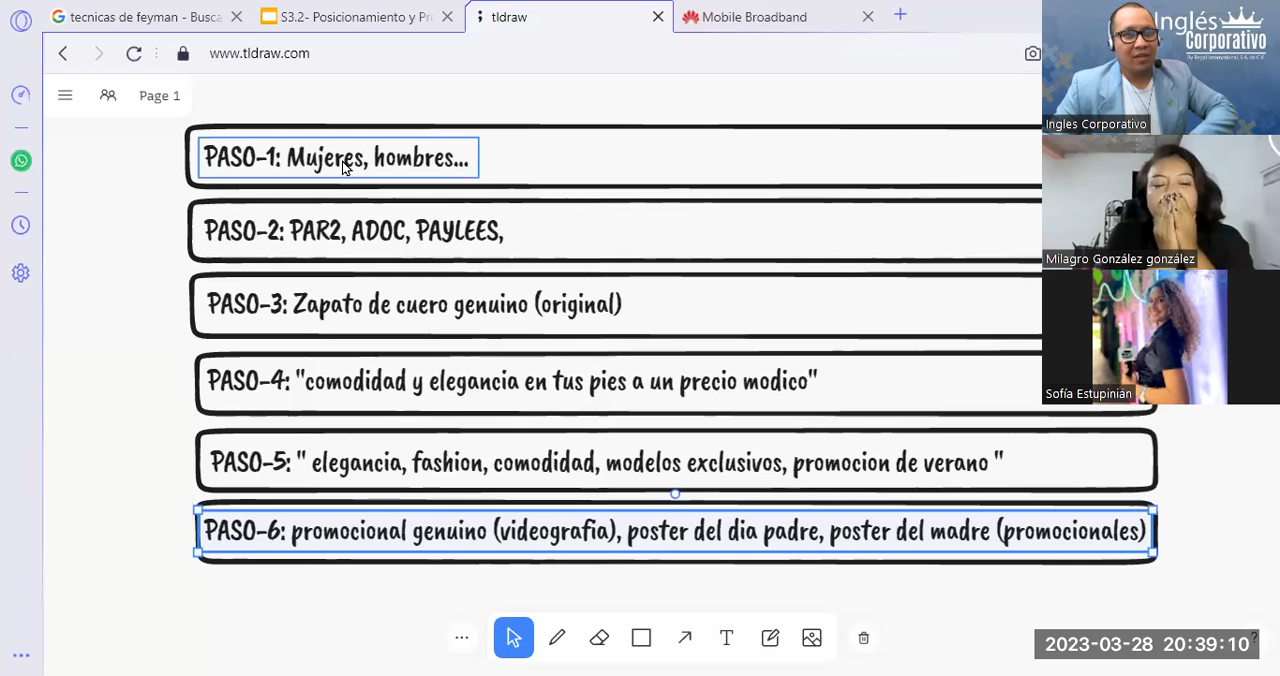 tecnicas de feyman - Busca
S3.2- Posicionamiento y Pr
tldraw
Mobile Broadband
www.tldraw.com
Page 1
PASO-1: Mujeres, hombres...
PASO-2: PAR2, ADOC, PAYLEES,
PASO-3: Zapato de cuero genuino (original)
PASO-4: "comodidad y elegancia en tus pies a un precio modico"
PASO-5: " elegancia, fashion, comodidad, modelos exclusivos, promocion de verano "
PASO-6: promocional genuino (videografia), poster del dia padre, poster del madre (promocionales)
Inglés
Corporativo
By Regal International, S.A. de C.V.
Ingles Corporativo
Milagro González gonzález
Sofía Estupinián
2023-03-28 20:39:10
?